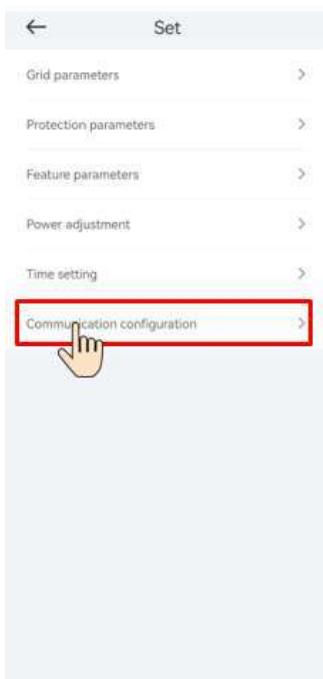 Set
Grid parameters
Protection parameters
Feature parameters
Power adjustment
Time setting
Communication configuration